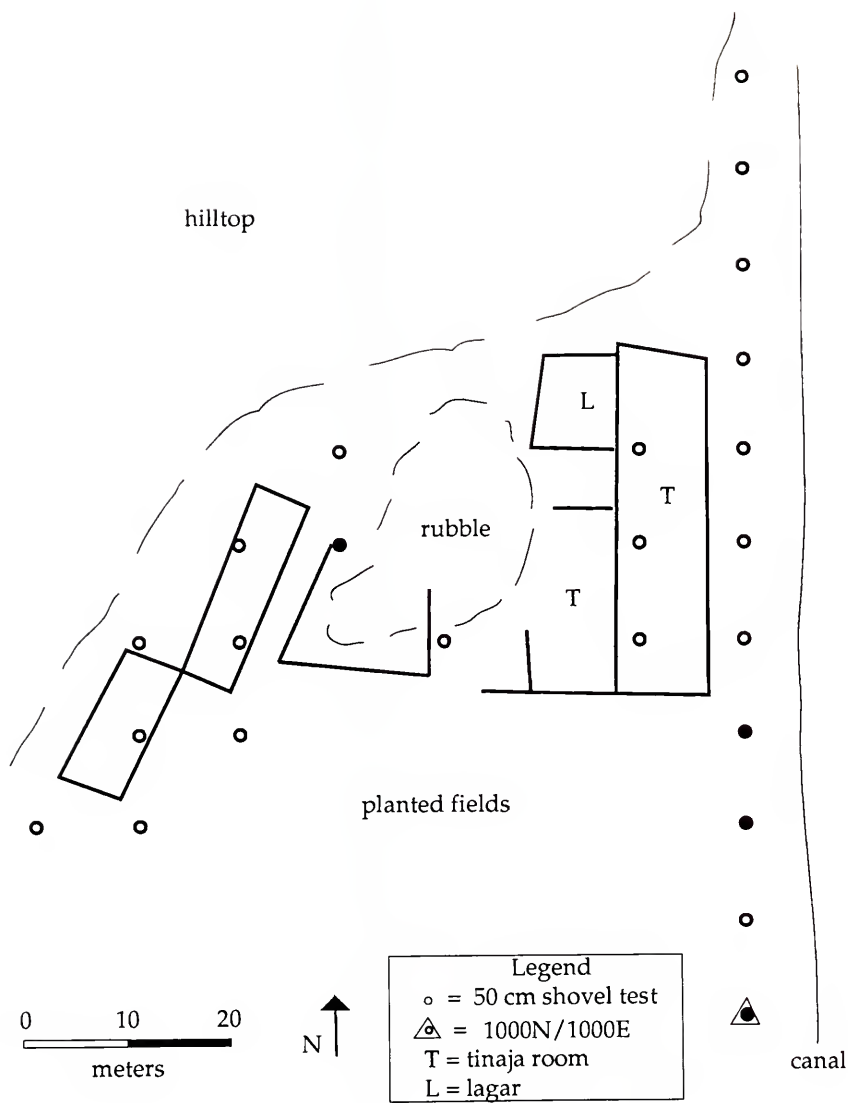 hilltop
L
T
rubble
T
planted fields
Legend
= 50 cm shovel test
= 1000N/1000E
T = tinaja room
L = lagar
0 10 20
meters
N
canal